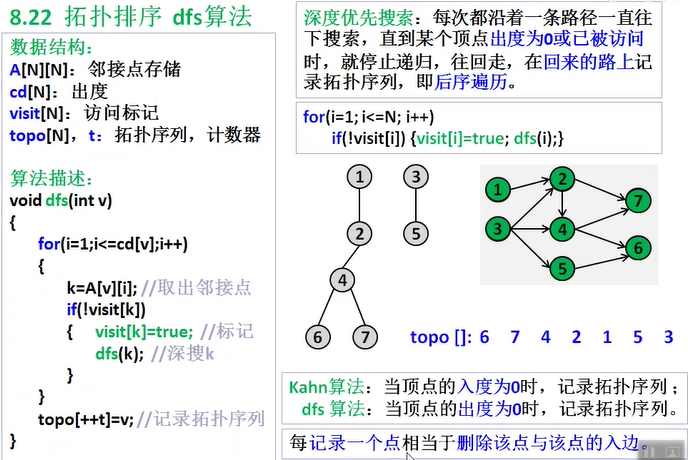 8.22 拓扑排序 dfs算法
数据结构：
A[N][N]：邻接点存储
cd[N]：出度
visit[N]：访问标记
topo[N]，t：拓扑序列，计数器
算法描述：
void dfs(int v)
{
for(i=1;i<=cd[v];i++)
{
k=A[v][i]; //取出邻接点
if(!visit[k])
{ visit[k]=true; //标记
dfs(k); //深搜k
}
}
topo[++t]=v; //记录拓扑序列
}
深度优先搜索：每次都沿着一条路径一直往
下搜索，直到某个顶点出度为0或已被访问
时，就停止递归，往回走，在回来的路上记
录拓扑序列，即后序遍历。
for(i=1; i<=N; i++)
if(!visit[i]) {visit[i]=true; dfs(i);}
1 3
2 5
4
6 7
1 2 7
3 4 6
5
topo []: 6 7 4 2 1 5 3
Kahn算法：当顶点的入度为0时，记录拓扑序列；
dfs 算法：当顶点的出度为0时，记录拓扑序列。
每记录一个点相当于删除该点与该点的入边。